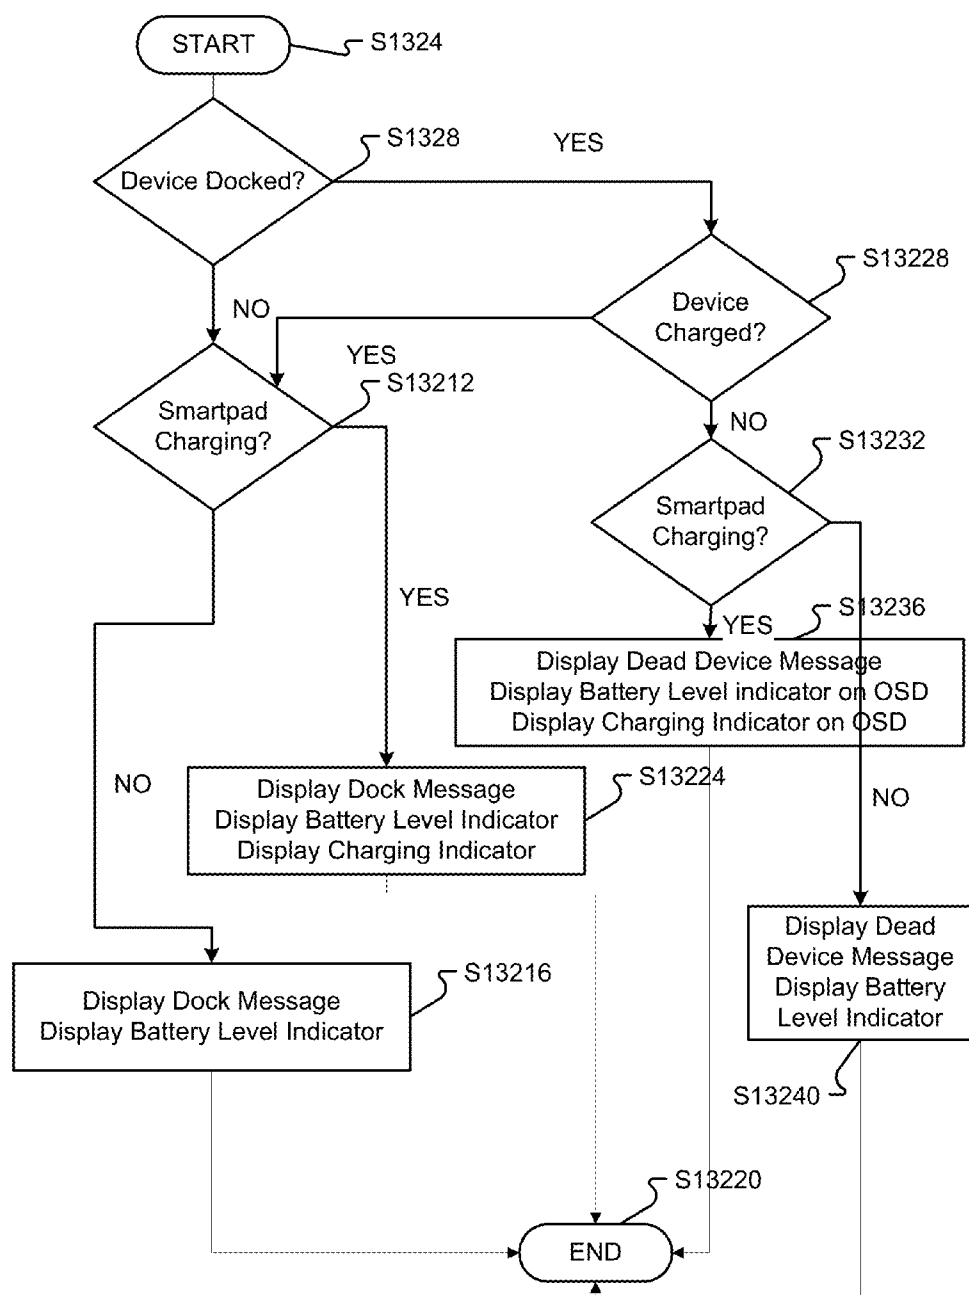 START
S1324
S1328
YES
Device Docked?
S13228
Device
Charged?
NO
YES
S13212
Smartpad
Charging?
NO
S13232
Smartpad
Charging?
YES
S13236
YES
Display Dead Device Message
Display Battery Level indicator on OSD
Display Charging Indicator on OSD
NO
S13224
Display Dock Message
Display Battery Level Indicator
Display Charging Indicator
NO
Display Dead
Device Message
Display Battery
Level Indicator
S13216
Display Dock Message
Display Battery Level Indicator
S13240
S13220
END